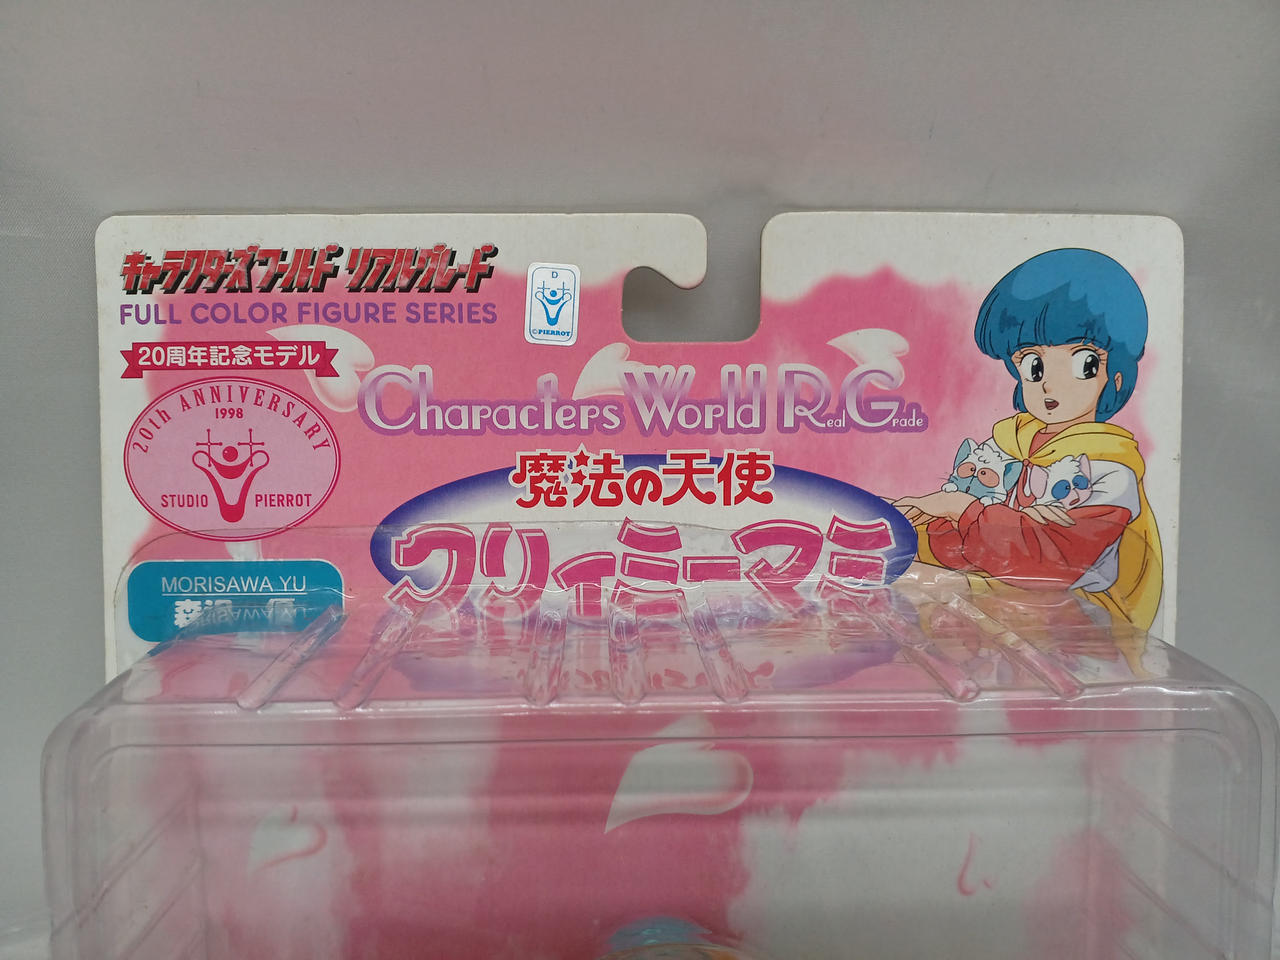 キャラクターズワールド リアルグレード
FULL COLOR FIGURE SERIES
D
©PIERROT
20周年記念モデル
20th ANNIVERSARY
1998
STUDIO PIERROT
Characters World Real Grade
魔法の天使
クリィミーマミ
MORISAWA YU
森沢 優